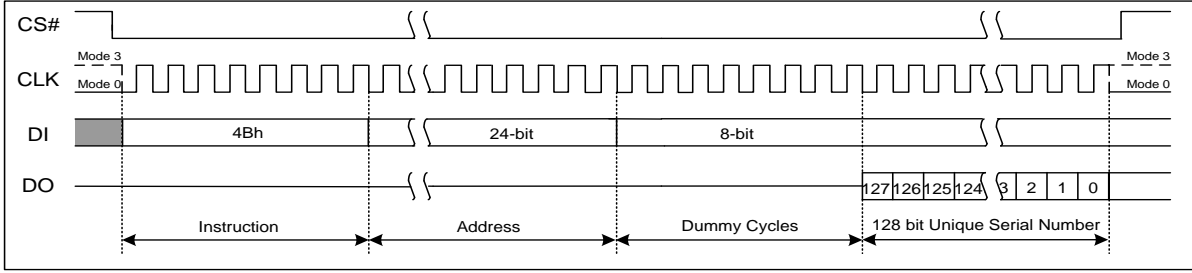 CS#
Mode 3
Mode 3
CLK
Mode 0
Mode 0
DI
4Bh
24-bit
8-bit
DO
127 126 125 124 3 2 1 0
Instruction
Address
Dummy Cycles
128 bit Unique Serial Number